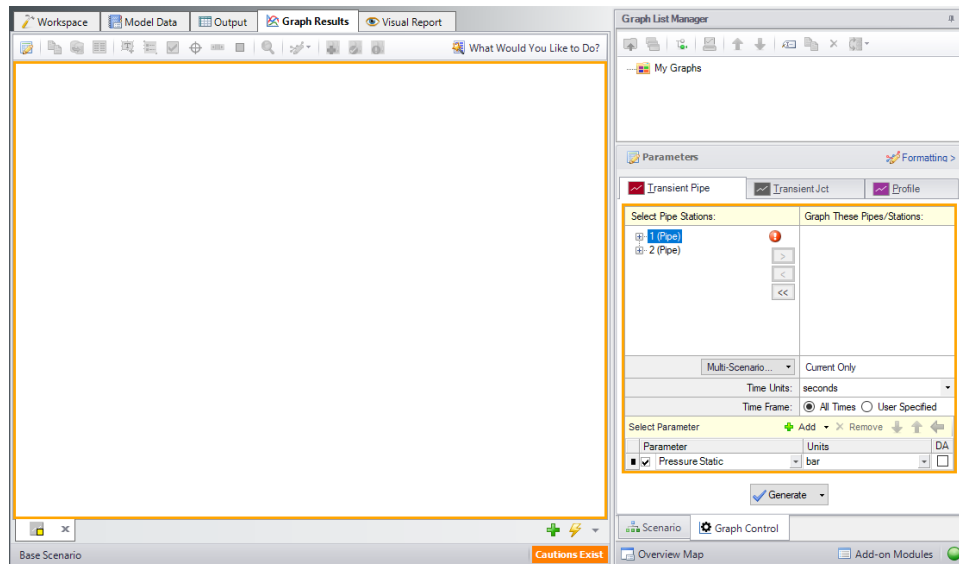 Workspace Model Data Output Graph Results Visual Report
What Would You Like to Do?
Base Scenario Cautions Exist
Graph List Manager
My Graphs
Parameters Formatting >
Transient Pipe Transient Jct Profile
Select Pipe Stations: Graph These Pipes/Stations:
1 (Pipe)
>
2 (Pipe)
<
<<
Multi-Scenario... Current Only
Time Units: seconds
Time Frame: All Times User Specified
Select Parameter Add Remove
Parameter Units DA
Pressure Static bar
Generate
Scenario Graph Control
Overview Map Add-on Modules